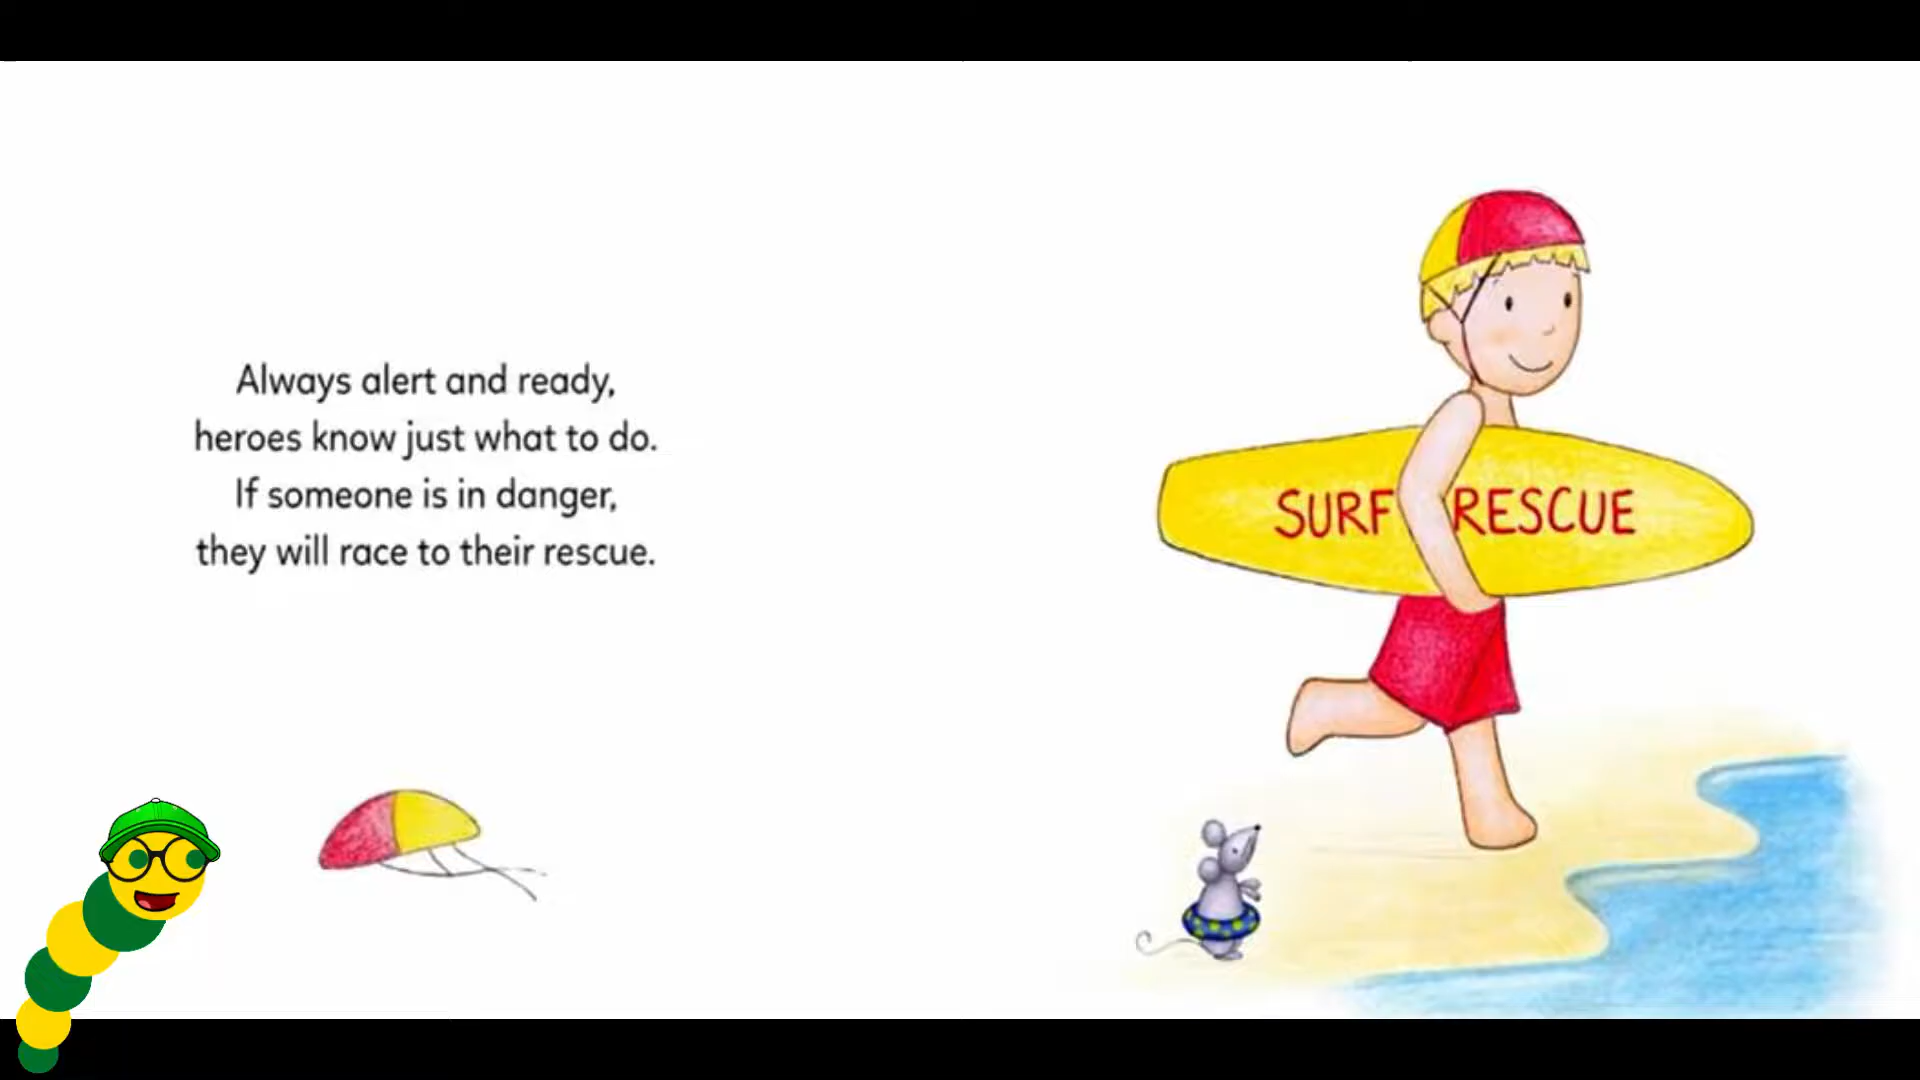 Always alert and ready,
heroes know just what to do.
If someone is in danger,
they will race to their rescue.
SURF RESCUE